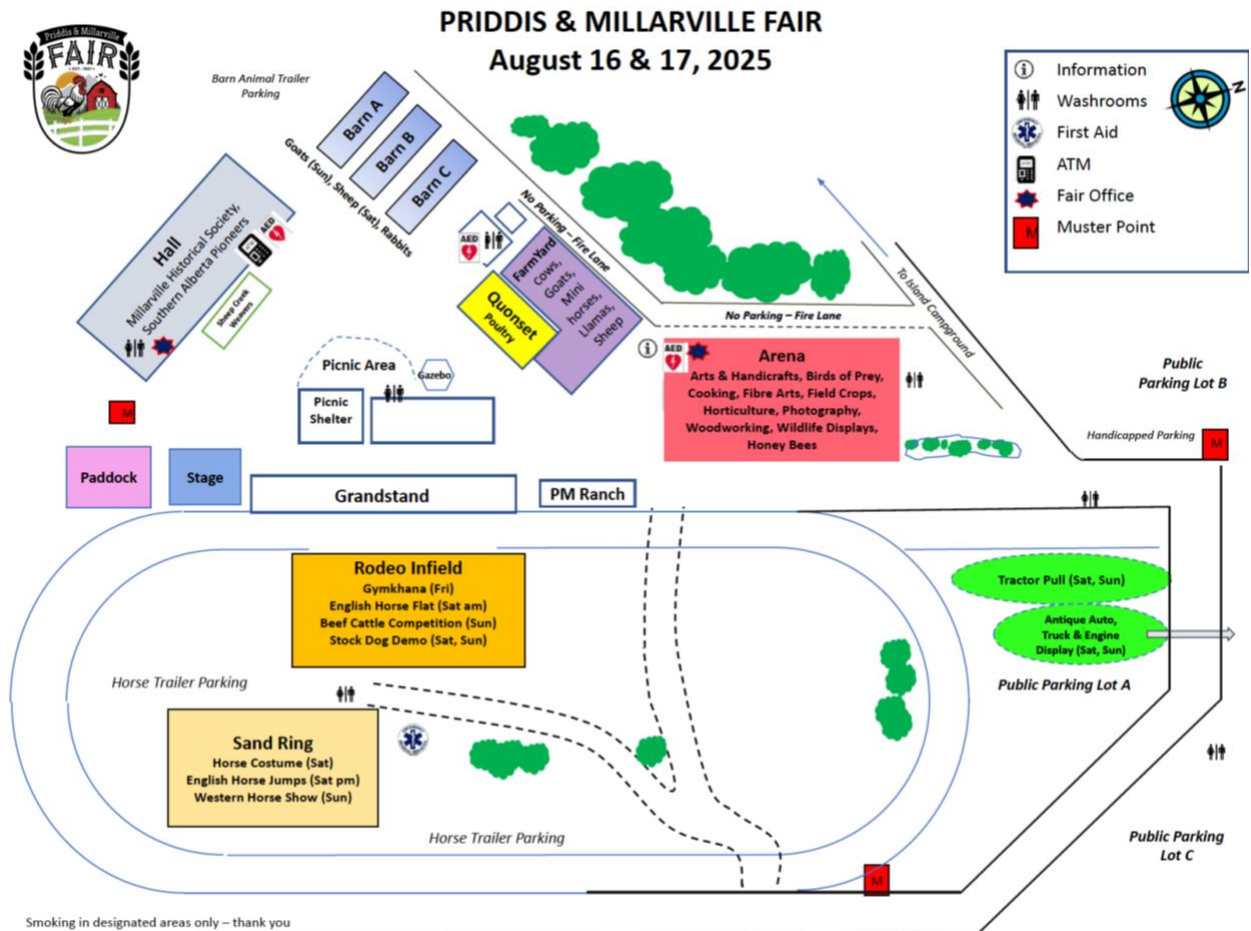 PRIDDIS & MILLARVILLE FAIR
August 16 & 17, 2025
Priddis & Millarville
FAIR
Information
Washrooms
First Aid
ATM
Fair Office
M
Muster Point
N
Barn Animal Trailer
Parking
Barn A
Barn B
Barn C
Goats (Sun), Sheep (Sat), Rabbits
No Parking – Fire Lane
No Parking – Fire Lane
To Island Campground
Hall
Millarville Historical Society,
Southern Alberta Pioneers
AED
Sheep Creek
Weavers
AED
FarmYard
Cows,
Goats,
Mini
horses,
Llamas,
Sheep
Quonset
Poultry
Picnic Area
Gazebo
Picnic
Shelter
i
AED
Arena
Arts & Handicrafts, Birds of Prey,
Cooking, Fibre Arts, Field Crops,
Horticulture, Photography,
Woodworking, Wildlife Displays,
Honey Bees
Public
Parking Lot B
Handicapped Parking
M
M
Paddock
Stage
Grandstand
PM Ranch
Rodeo Infield
Gymkhana (Fri)
English Horse Flat (Sat am)
Beef Cattle Competition (Sun)
Stock Dog Demo (Sat, Sun)
Tractor Pull (Sat, Sun)
Antique Auto,
Truck & Engine
Display (Sat, Sun)
Public Parking Lot A
Horse Trailer Parking
Sand Ring
Horse Costume (Sat)
English Horse Jumps (Sat pm)
Western Horse Show (Sun)
Horse Trailer Parking
Public Parking
Lot C
M
Smoking in designated areas only – thank you